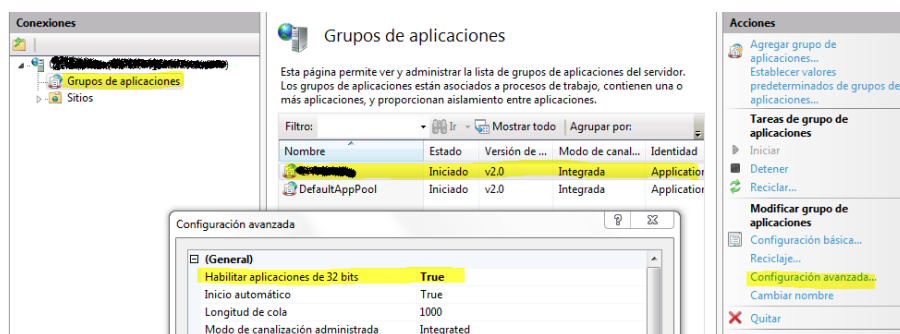 Conexiones
Grupos de aplicaciones
Sitios
Grupos de aplicaciones
Esta página permite ver y administrar la lista de grupos de aplicaciones del servidor.
Los grupos de aplicaciones están asociados a procesos de trabajo, contienen una o
más aplicaciones, y proporcionan aislamiento entre aplicaciones.
Filtro: Ir Mostrar todo Agrupar por:
Nombre Estado Versión de ... Modo de canal... Identidad
Iniciado v2.0 Integrada Application
DefaultAppPool Iniciado v2.0 Integrada Application
Configuración avanzada
(General)
Habilitar aplicaciones de 32 bits True
Inicio automático True
Longitud de cola 1000
Modo de canalización administrada Integrated
Acciones
Agregar grupo de
aplicaciones...
Establecer valores
predeterminados de grupos de
aplicaciones...
Tareas de grupo de
aplicaciones
Iniciar
Detener
Reciclar...
Modificar grupo de
aplicaciones
Configuración básica...
Reciclaje...
Configuración avanzada...
Cambiar nombre
Quitar